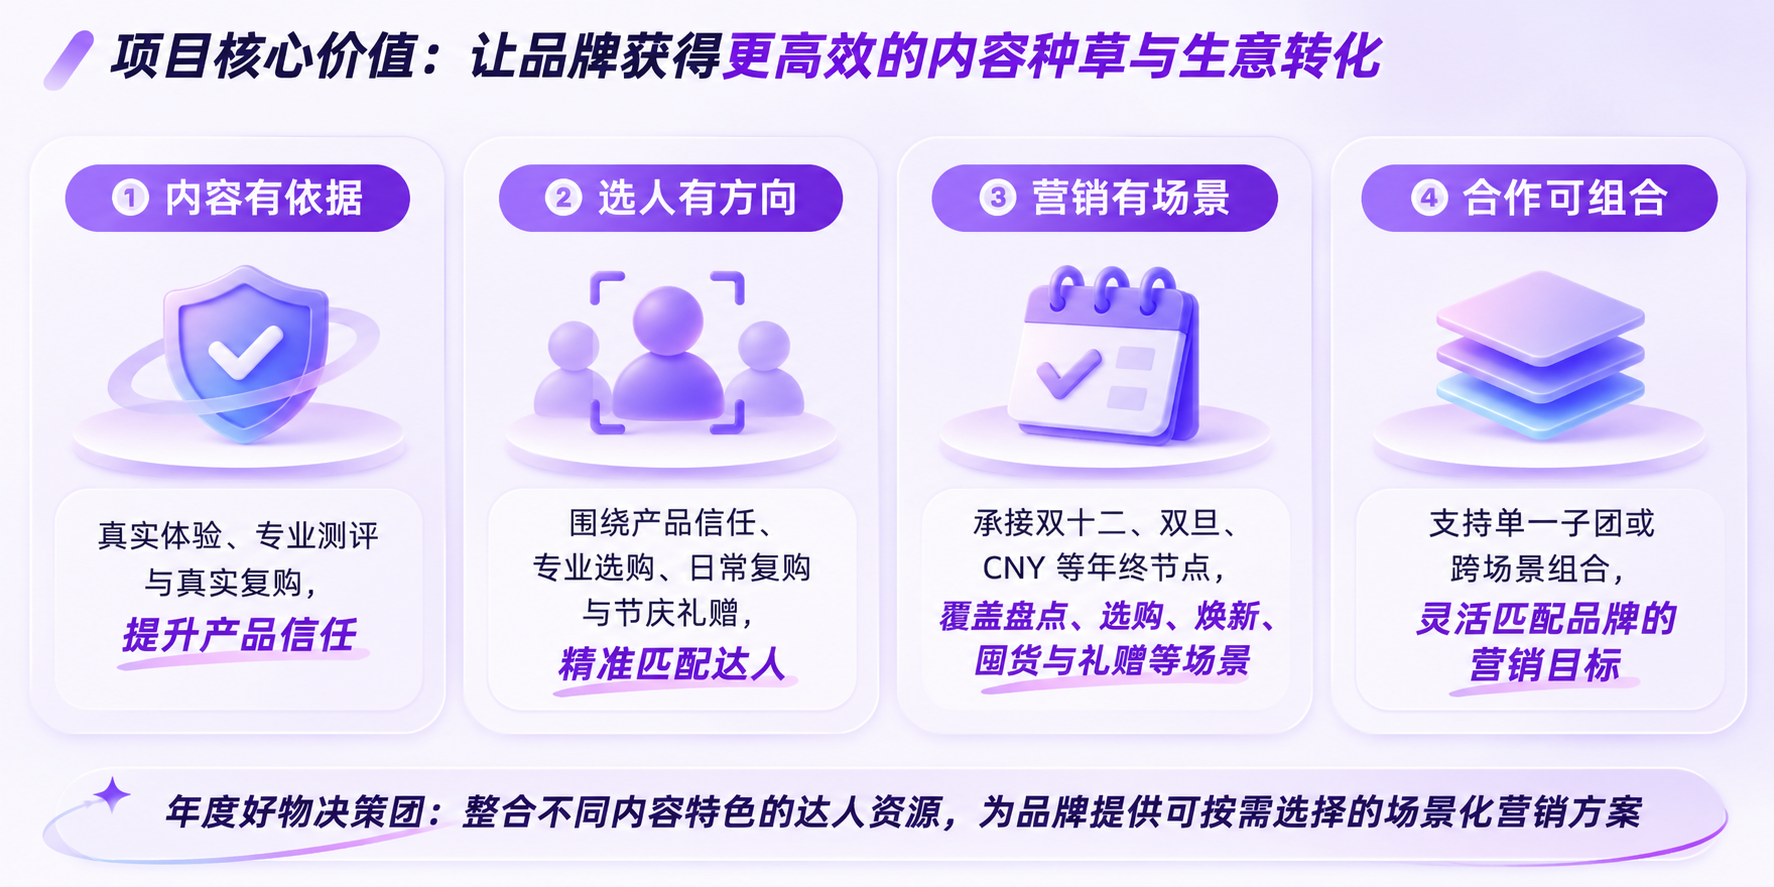 项目核心价值：让品牌获得更高效的内容种草与生意转化
1 内容有依据
真实体验、专业测评
与真实复购，
提升产品信任
2 选人有方向
围绕产品信任、
专业选购、日常复购
与节庆礼赠，
精准匹配达人
3 营销有场景
承接双十二、双旦、
CNY 等年终节点，
覆盖盘点、选购、焕新、
囤货与礼赠等场景
4 合作可组合
支持单一子团或
跨场景组合，
灵活匹配品牌的
营销目标
年度好物决策团：整合不同内容特色的达人资源，为品牌提供可按需选择的场景化营销方案